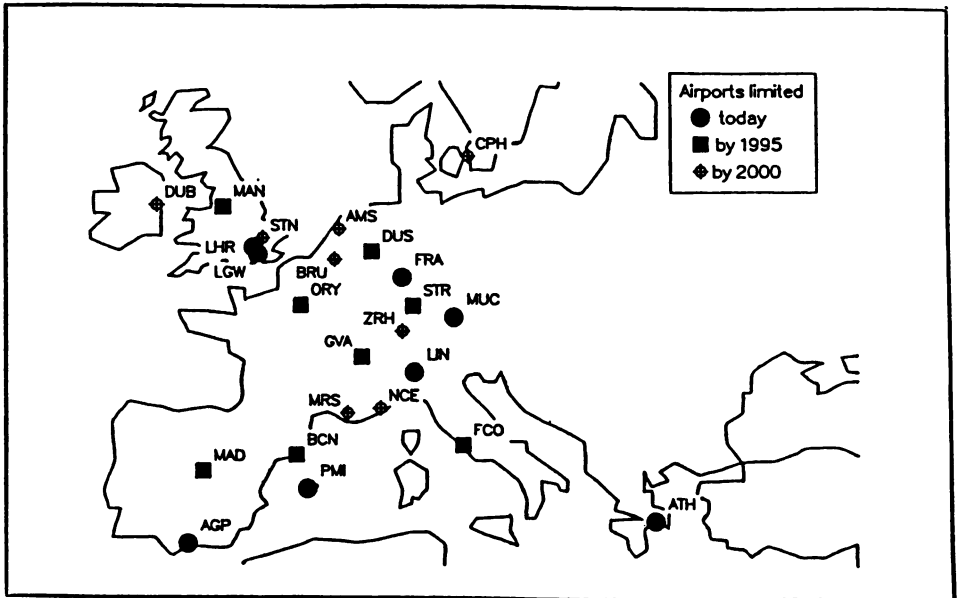 Airports limited
today
by 1995
by 2000
CPH
DUB
MAN
STN
AMS
LHR
DUS
LGW
BRU
FRA
ORY
STR
MUC
ZRH
GVA
LIN
MRS
NCE
BCN
FCO
MAD
PMI
ATH
AGP